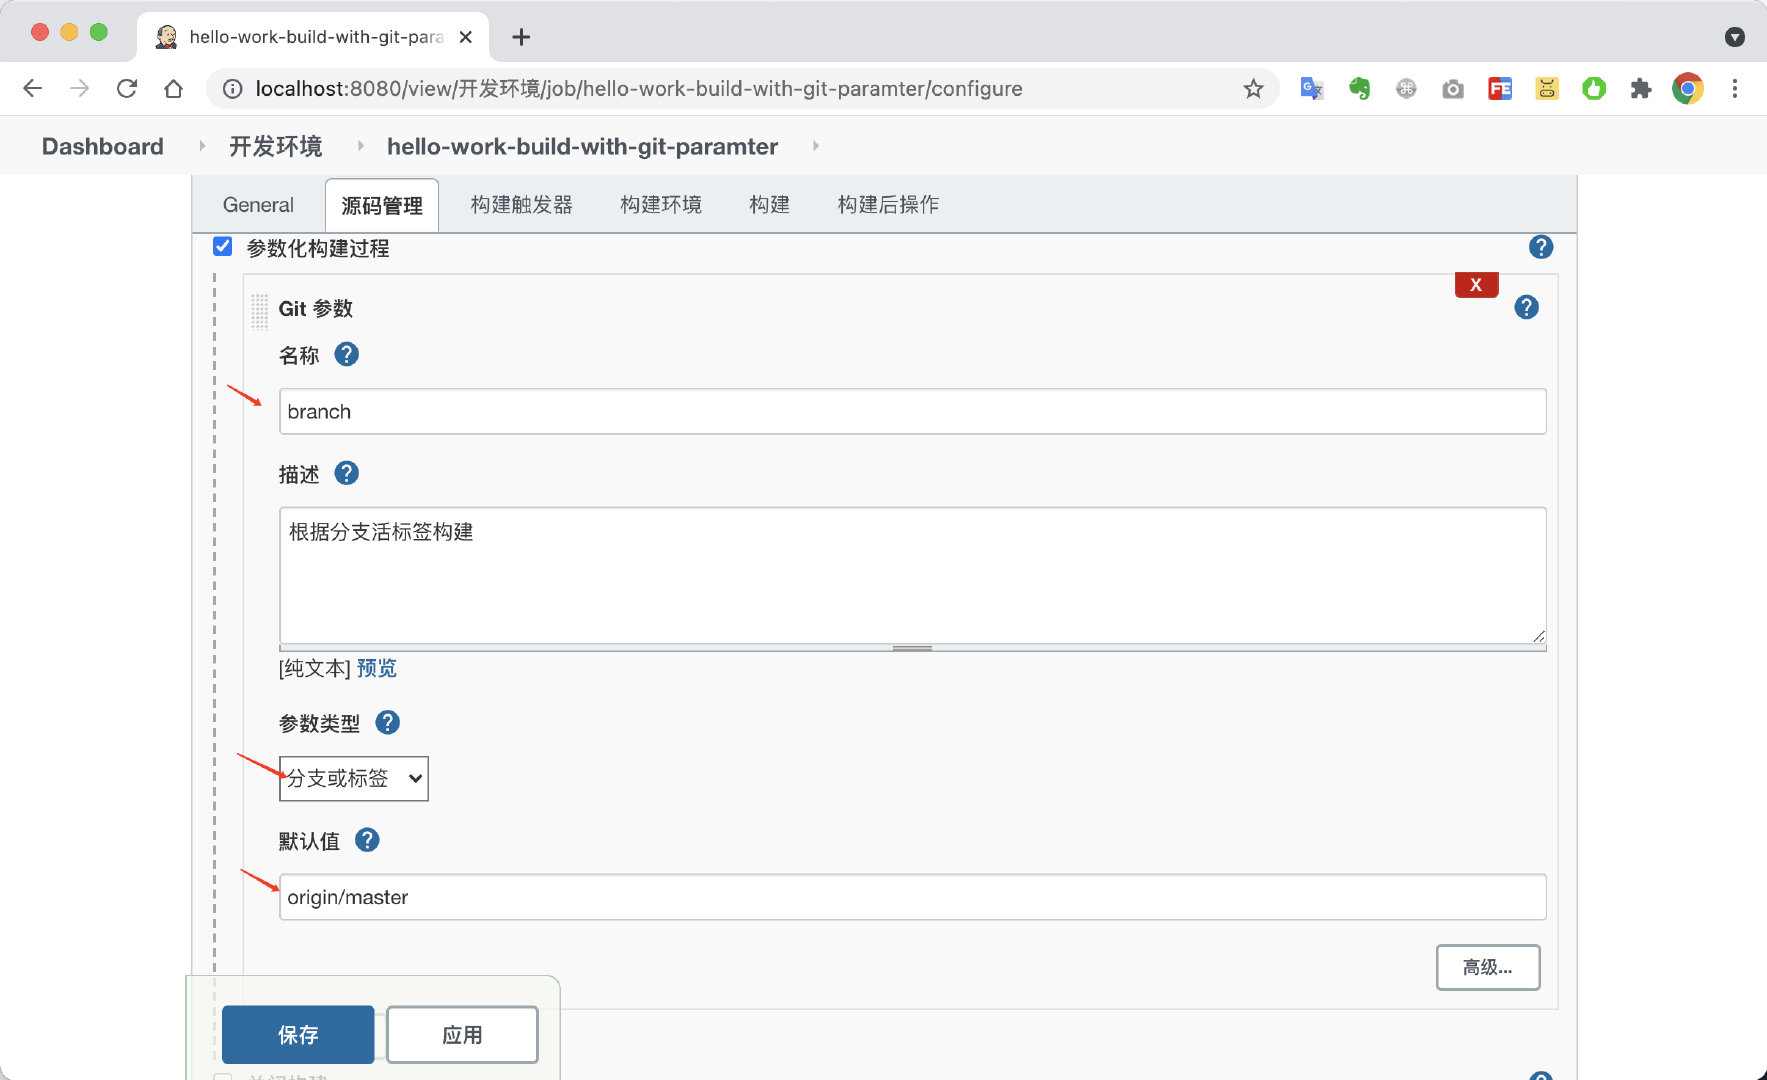 hello-work-build-with-git-para
localhost:8080/view/开发环境/job/hello-work-build-with-git-paramter/configure
Dashboard 开发环境 hello-work-build-with-git-paramter
General 源码管理 构建触发器 构建环境 构建 构建后操作
参数化构建过程
X
Git 参数
名称
branch
描述
根据分支活标签构建
[纯文本] 预览
参数类型
分支或标签
默认值
origin/master
高级...
保存 应用
关闭构建